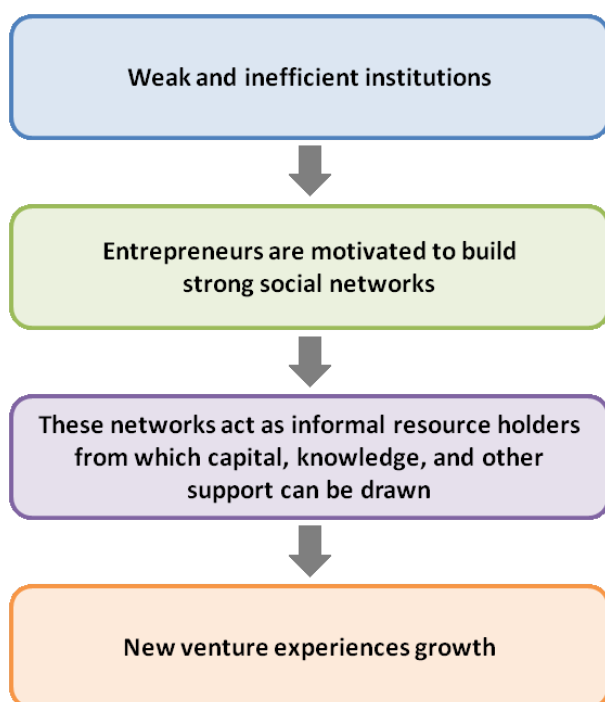 Weak and inefficient institutions
Entrepreneurs are motivated to build
strong social networks
These networks act as informal resource holders
from which capital, knowledge, and other
support can be drawn
New venture experiences growth